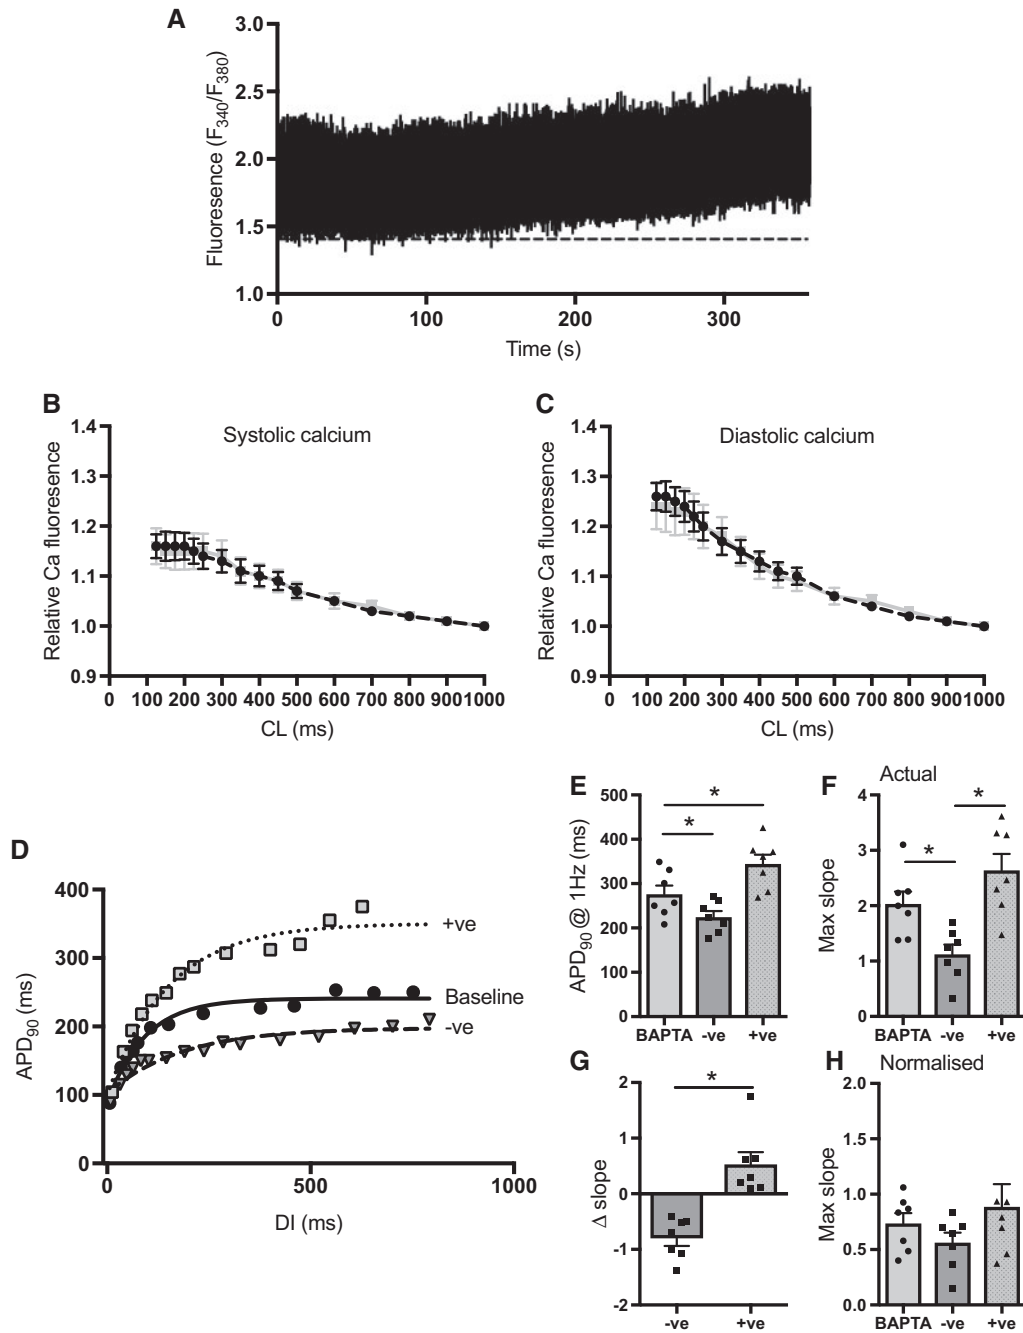 A
3.0
2.5
2.0
1.5
1.0
Fluoresence (F340/F380)
0 100 200 300
Time (s)
B
Systolic calcium
1.4
1.3
1.2
1.1
1.0
0.9
Relative Ca fluoresence
0 100 200 300 400 500 600 700 800 900 1000
CL (ms)
C
Diastolic calcium
1.4
1.3
1.2
1.1
1.0
0.9
Relative Ca fluoresence
0 100 200 300 400 500 600 700 800 900 1000
CL (ms)
D
400
300
200
100
0
APD90 (ms)
+ve
Baseline
-ve
0 500 1000
DI (ms)
E
500
400
300
200
100
0
APD90 @ 1Hz (ms)
*
*
BAPTA -ve +ve
F
Actual
4
3
2
1
0
Max slope
*
*
BAPTA -ve +ve
G
2
1
0
-1
-2
Δ slope
*
-ve +ve
H
Normalised
2.0
1.5
1.0
0.5
0.0
Max slope
BAPTA -ve +ve